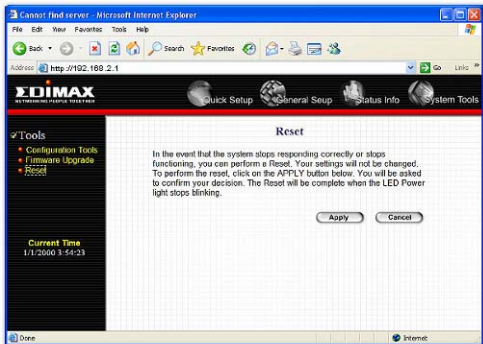 Cannot find server - Microsoft Internet Explorer
File Edit View Favorites Tools Help
Back Search Favorites
Address http://192.168.2.1 Go Links »
EDIMAX
NETWORKING PEOPLE TOGETHER
Quick Setup General Seup Status Info System Tools
Tools
Configuration Tools
Firmware Upgrade
Reset
Current Time
1/1/2000 3:54:23
Reset
In the event that the system stops responding correctly or stops
functioning, you can perform a Reset. Your settings will not be changed.
To perform the reset, click on the APPLY button below. You will be asked
to confirm your decision. The Reset will be complete when the LED Power
light stops blinking.
Apply Cancel
Done Internet